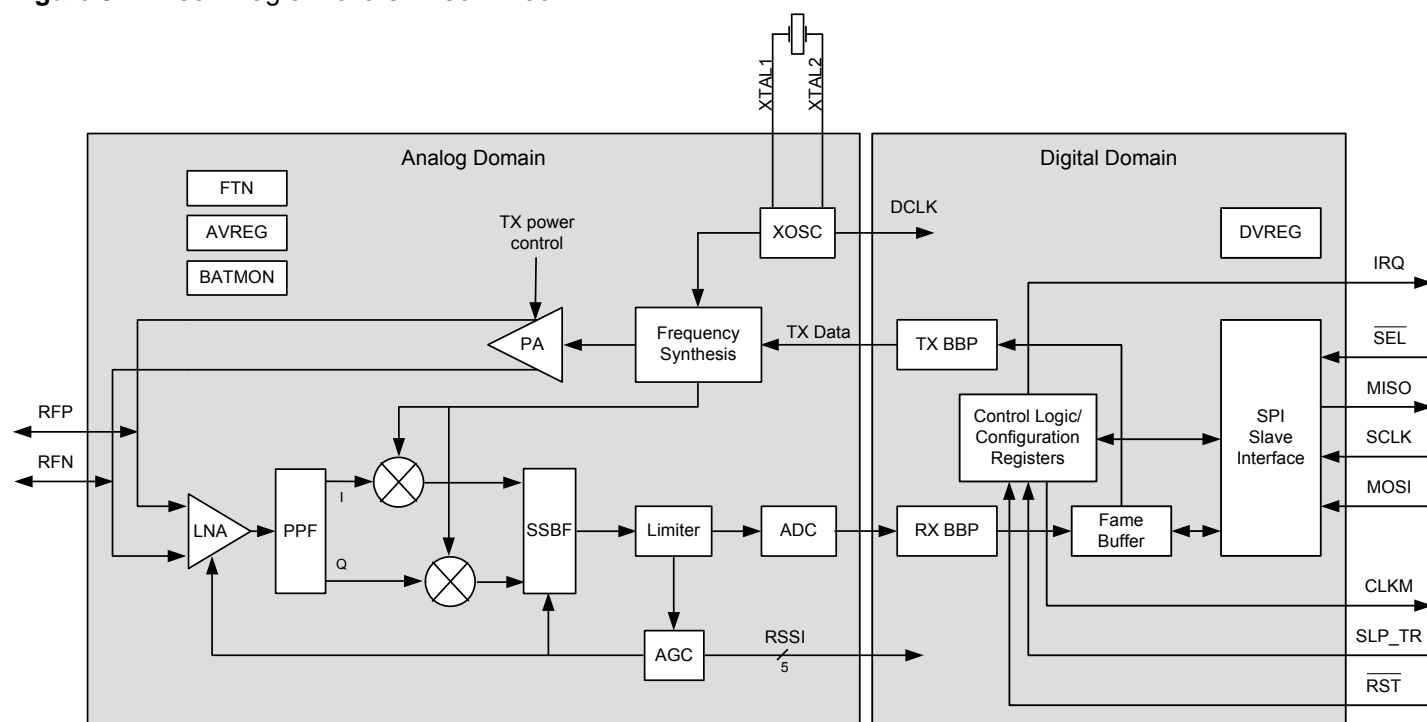 XTAL1
XTAL2
Analog Domain
Digital Domain
FTN
AVREG
BATMON
TX power
control
XOSC
DCLK
DVREG
IRQ
PA
Frequency
Synthesis
TX Data
TX BBP
SEL
MISO
SCLK
MOSI
SPI
Slave
Interface
Control Logic/
Configuration
Registers
RFP
RFN
LNA
PPF
I
Q
SSBF
Limiter
ADC
RX BBP
Fame
Buffer
CLKM
SLP_TR
RST
AGC
RSSI
5